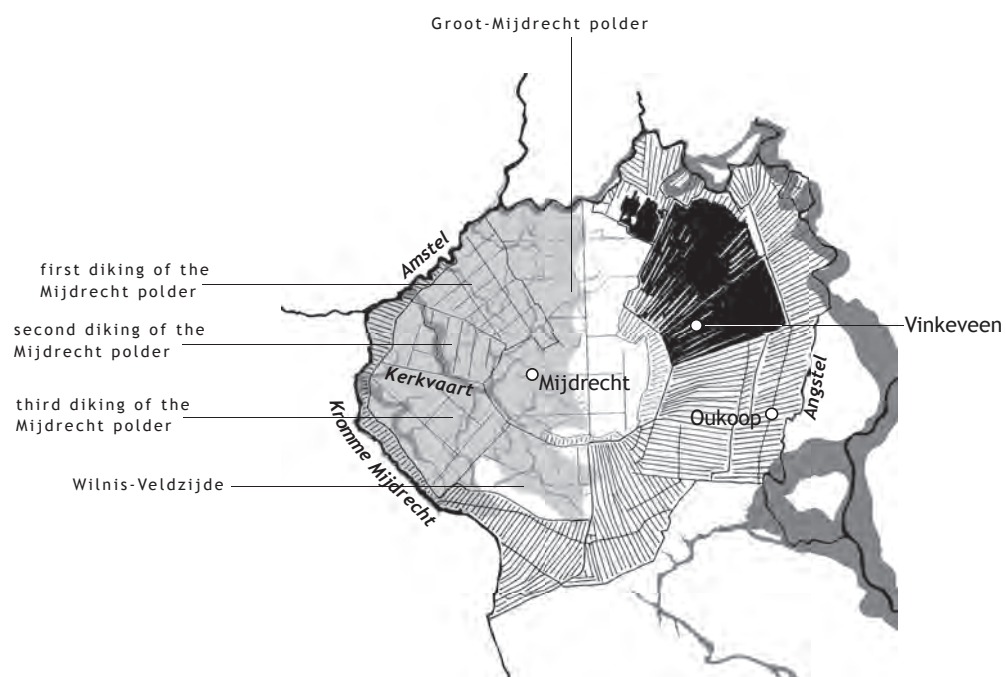 Groot-Mijdrecht polder
Amstel
first diking of the
Mijdrecht polder
second diking of the
Mijdrecht polder
Vinkeveen
Kerkvaart
Mijdrecht
Angstel
third diking of the
Mijdrecht polder
Oukoop
Kromme Mijdrecht
Wilnis-Veldzijde